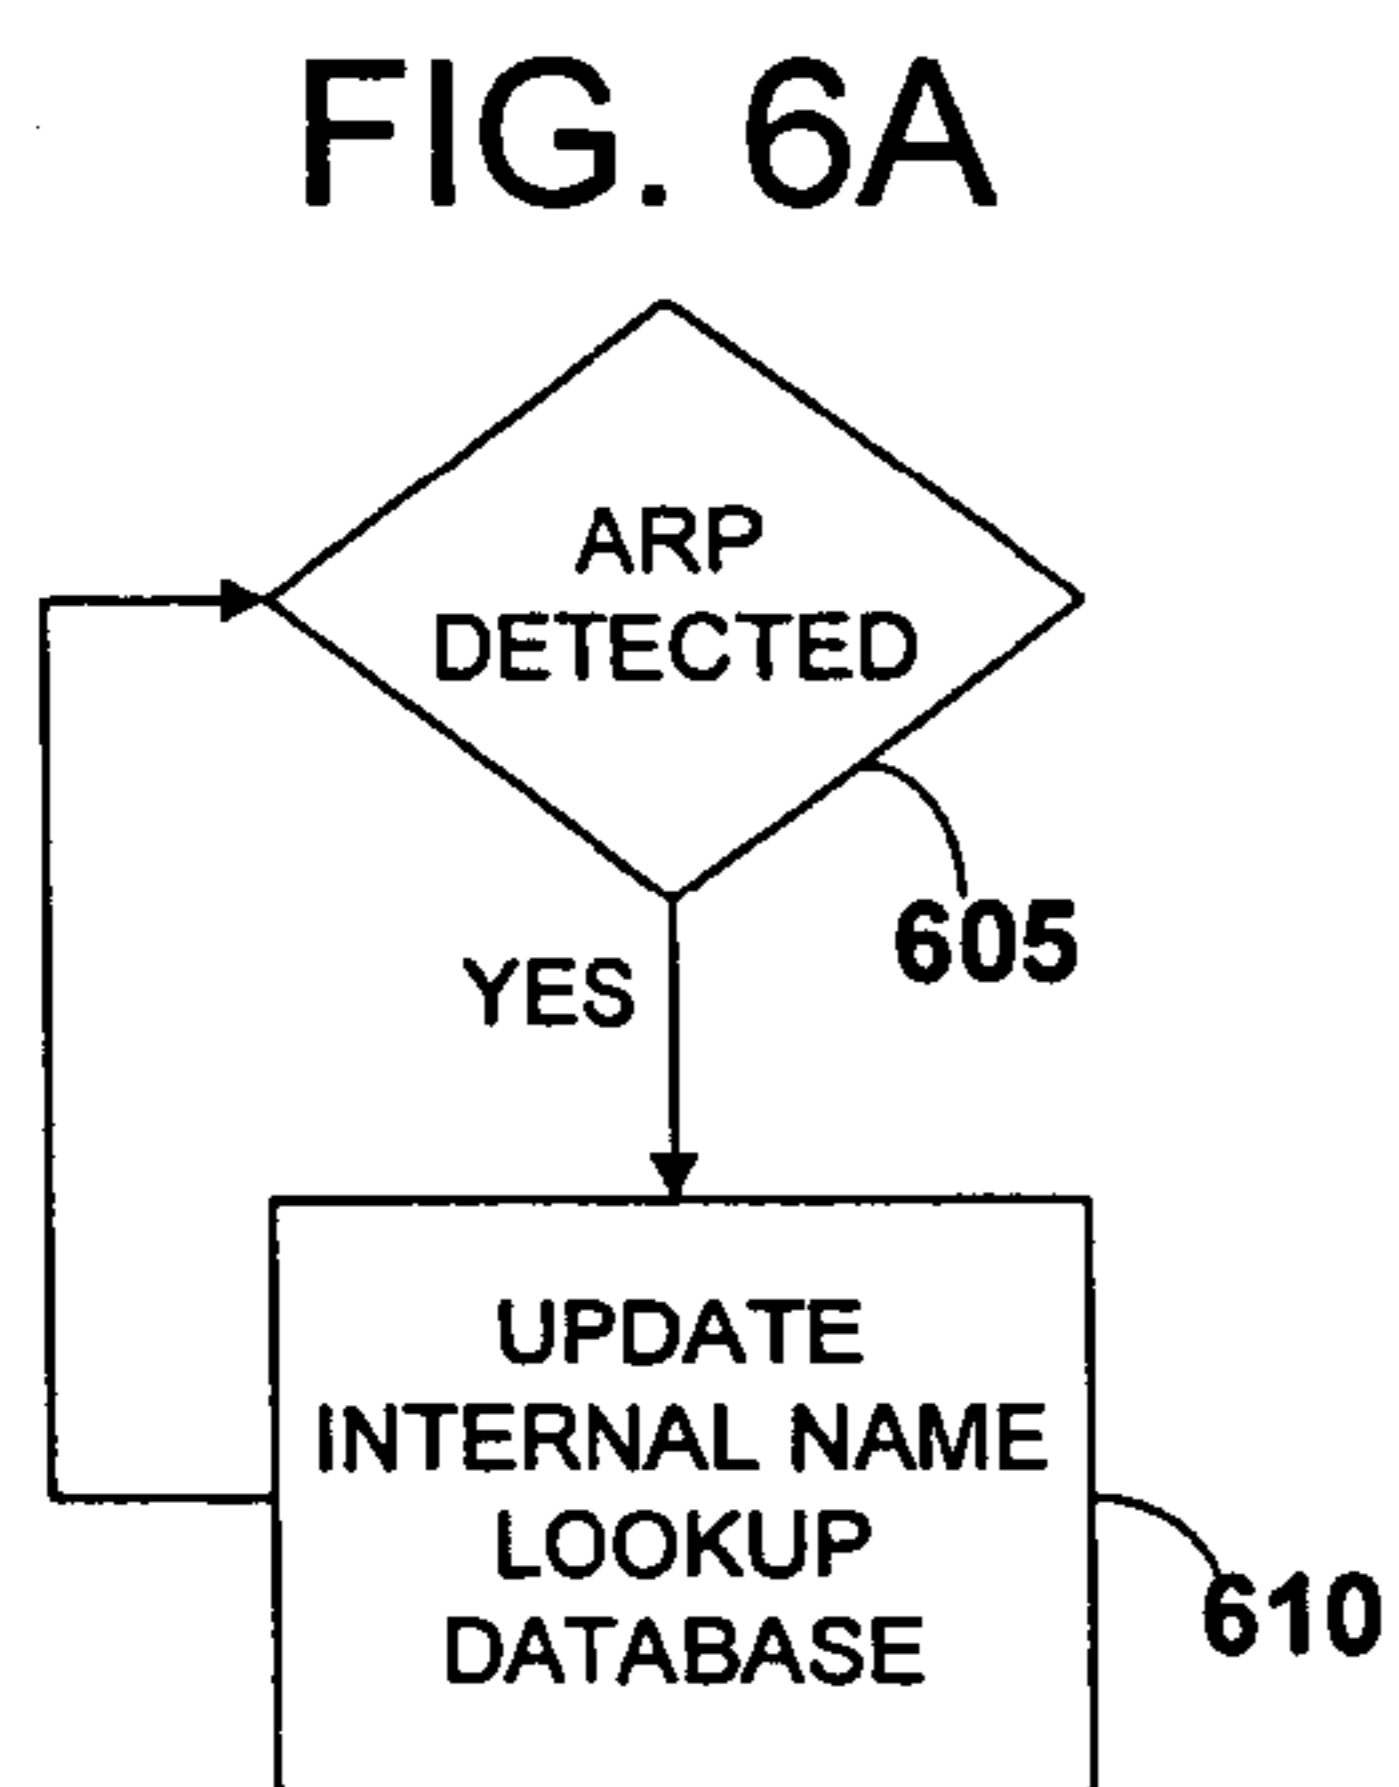 FIG. 6A
ARP
DETECTED
605
YES
UPDATE
INTERNAL NAME
LOOKUP
DATABASE
610